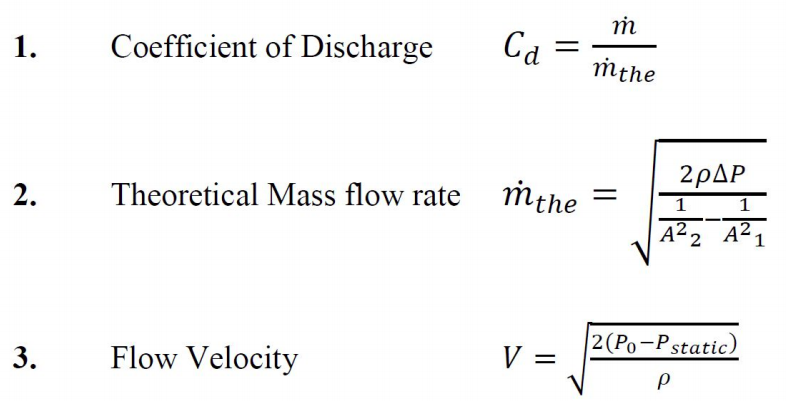 1. Coefficient of Discharge C_d = ṁ / ṁ_the
2. Theoretical Mass flow rate ṁ_the = √((2ρΔP) / (1/A²₂ − 1/A²₁))
3. Flow Velocity V = √(2(P₀−P_static) / ρ)